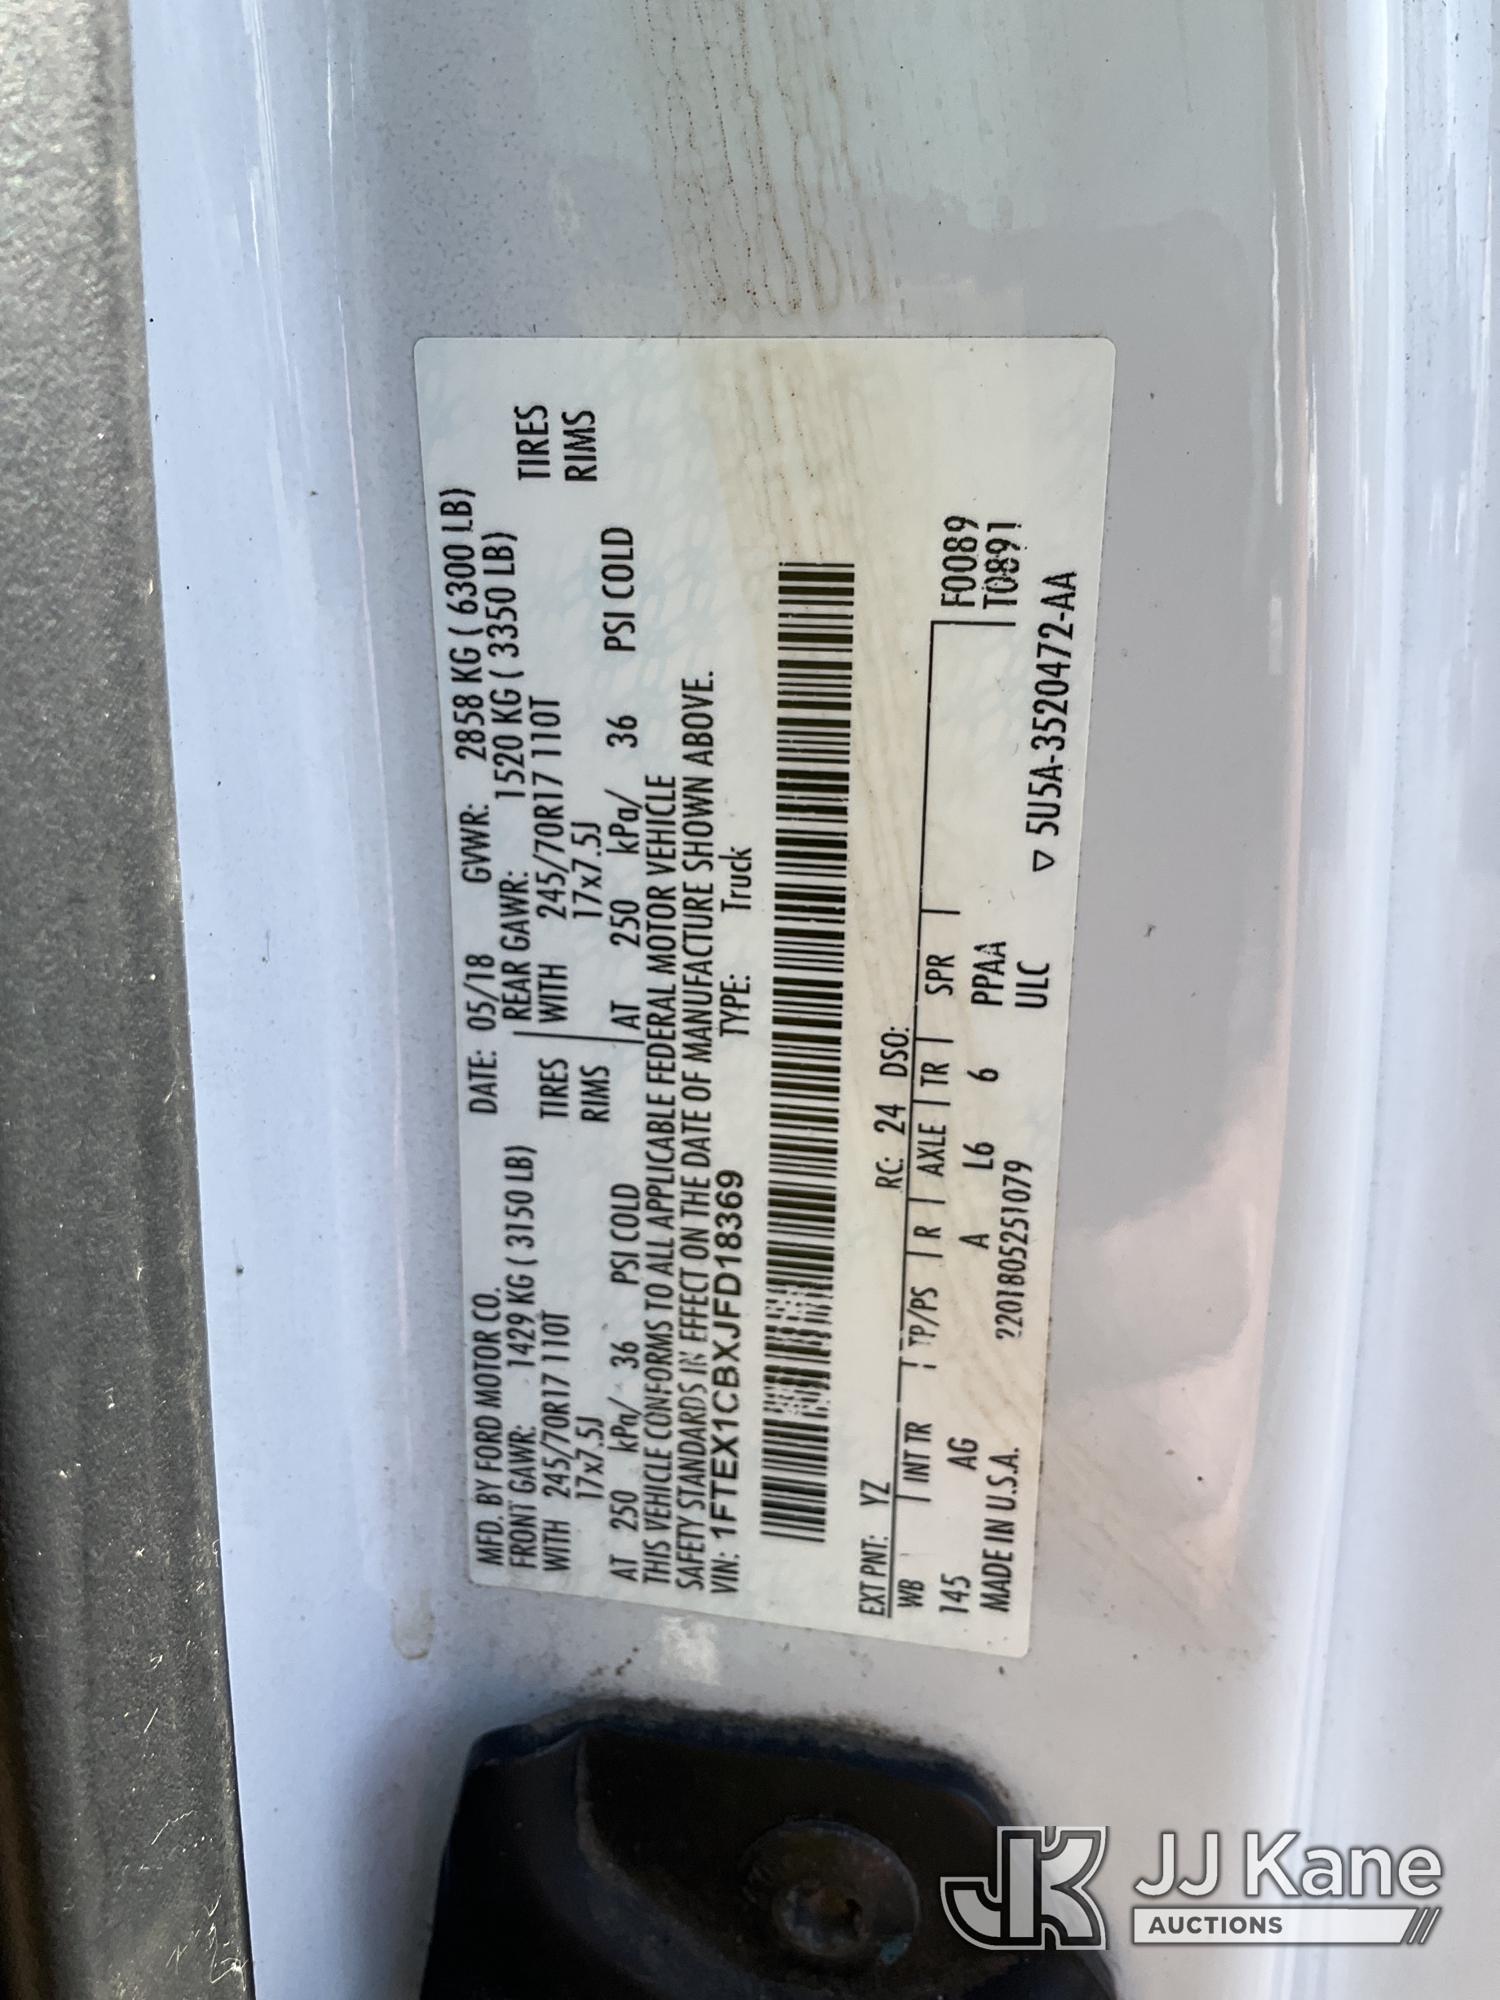 MFD. BY FORD MOTOR CO. DATE: 05/18 GVWR: 2858 KG ( 6300 LB)
FRONT GAWR: 1429 KG ( 3150 LB) REAR GAWR: 1520 KG ( 3350 LB)
WITH 245/70R17 110T TIRES WITH 245/70R17 110T TIRES
17x7.5J RIMS 17x7.5J RIMS
AT 250 kPa/ 36 PSI COLD AT 250 kPa/ 36 PSI COLD
THIS VEHICLE CONFORMS TO ALL APPLICABLE FEDERAL MOTOR VEHICLE
SAFETY STANDARDS IN EFFECT ON THE DATE OF MANUFACTURE SHOWN ABOVE.
VIN: 1FTEX1CBXJFD18369 TYPE: Truck
EXT PNT: YZ RC: 24 DSO:
WB INT TR TP/PS R AXLE TR SPR F0089
145 AG A L6 6 PPAA T0891
MADE IN U.S.A. 2201805251079 ULC
▽ 5U5A-3520472-AA
JK JJ Kane
AUCTIONS